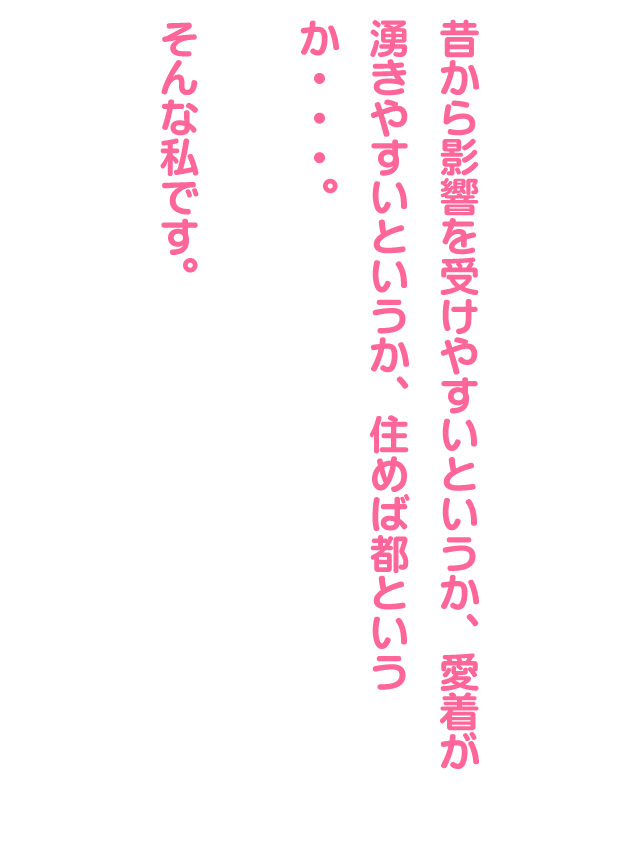 昔から影響を受けやすいというか、愛着が
湧きやすいというか、住めば都という
か・・・。
そんな私です。